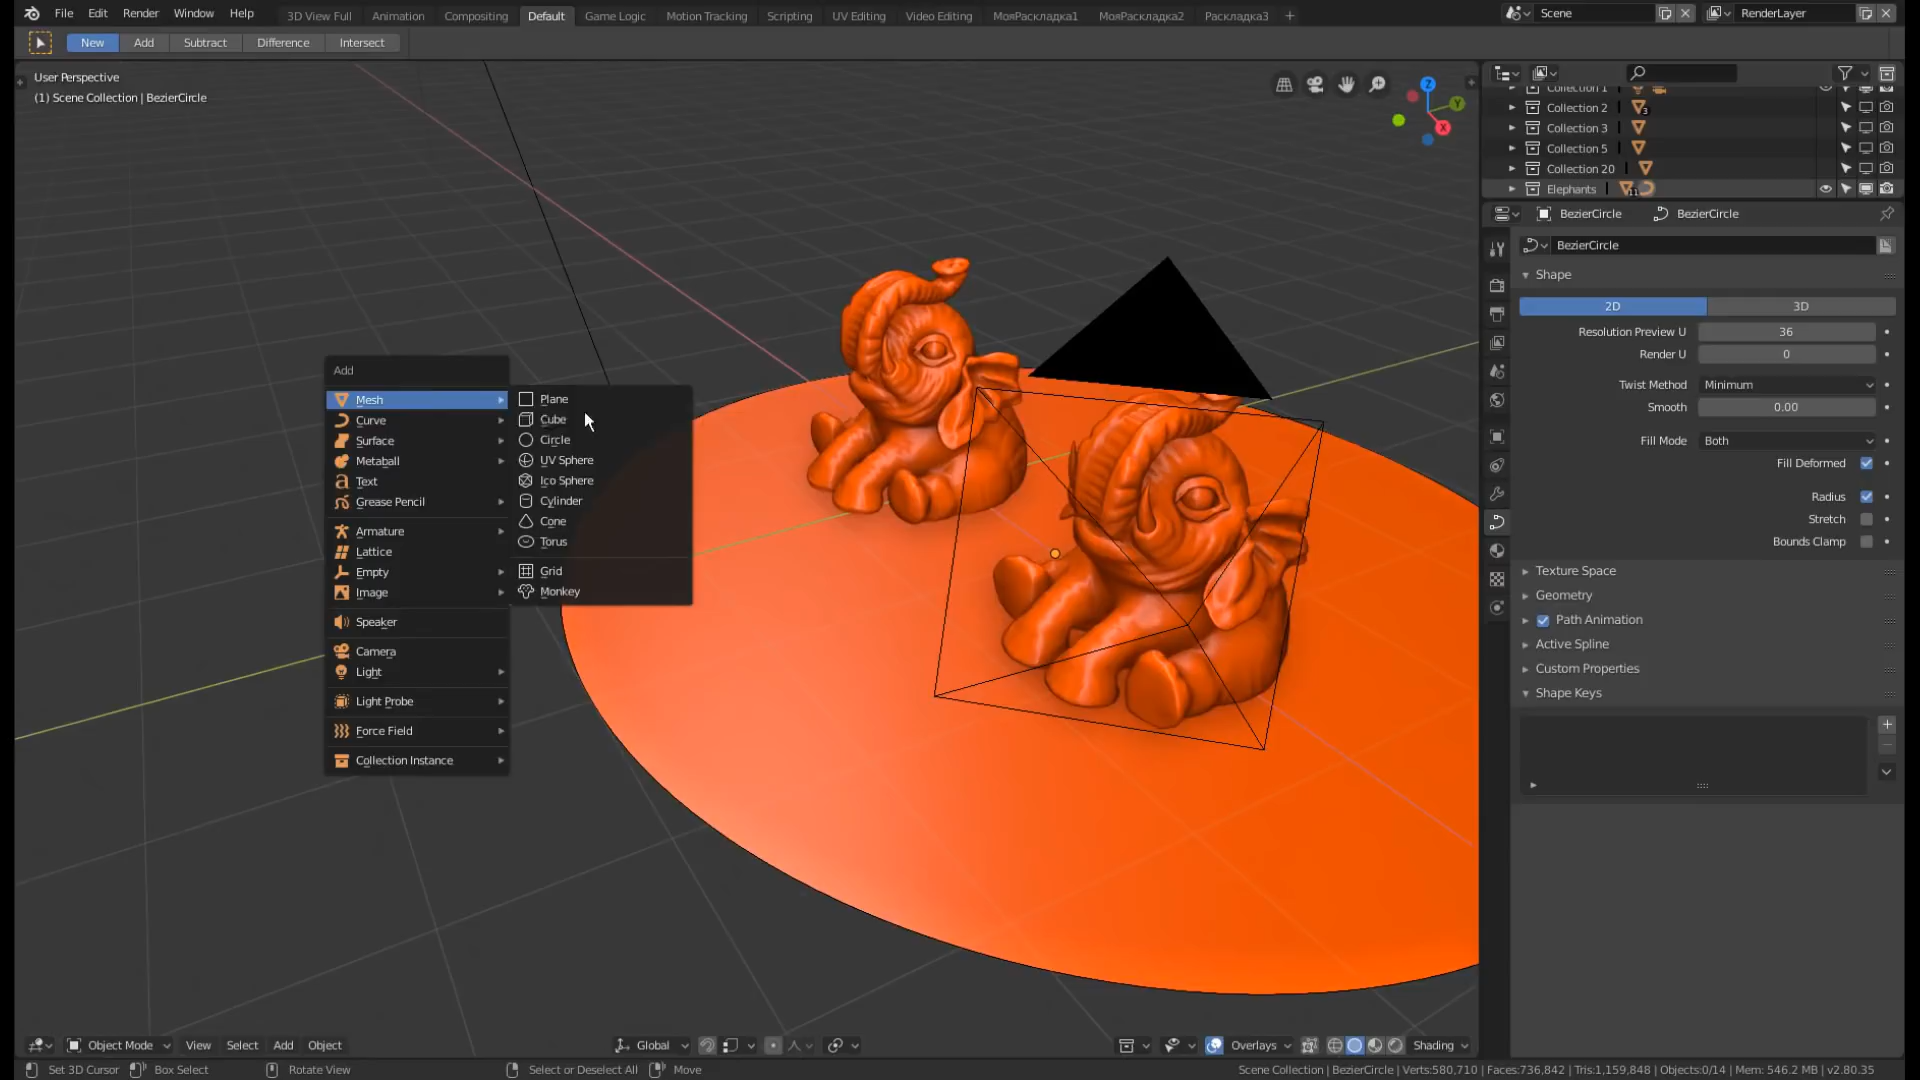 File Edit Render Window Help 3D View Full Animation Compositing Default Game Logic Motion Tracking Scripting UV Editing Video Editing МояРаскладка1 МояРаскладка2 Раскладка3 + Scene RenderLayer
New Add Subtract Difference Intersect
User Perspective
(1) Scene Collection | BezierCircle
Z
Y
X
Add
Mesh
Curve
Surface
Metaball
Text
Grease Pencil
Armature
Lattice
Empty
Image
Speaker
Camera
Light
Light Probe
Force Field
Collection Instance
Plane
Cube
Circle
UV Sphere
Ico Sphere
Cylinder
Cone
Torus
Grid
Monkey
Collection 1
Collection 2 3
Collection 3
Collection 5
Collection 20
Elephants 11
BezierCircle BezierCircle
BezierCircle
Shape
2D 3D
Resolution Preview U 36
Render U 0
Twist Method Minimum
Smooth 0.00
Fill Mode Both
Fill Deformed
Radius
Stretch
Bounds Clamp
Texture Space
Geometry
Path Animation
Active Spline
Custom Properties
Shape Keys
Object Mode View Select Add Object Global Overlays Shading
Set 3D Cursor Box Select Rotate View Select or Deselect All Move Scene Collection | BezierCircle | Verts:580,710 | Faces:736,842 | Tris:1,159,848 | Objects:0/14 | Mem: 546.2 MB | v2.80.35